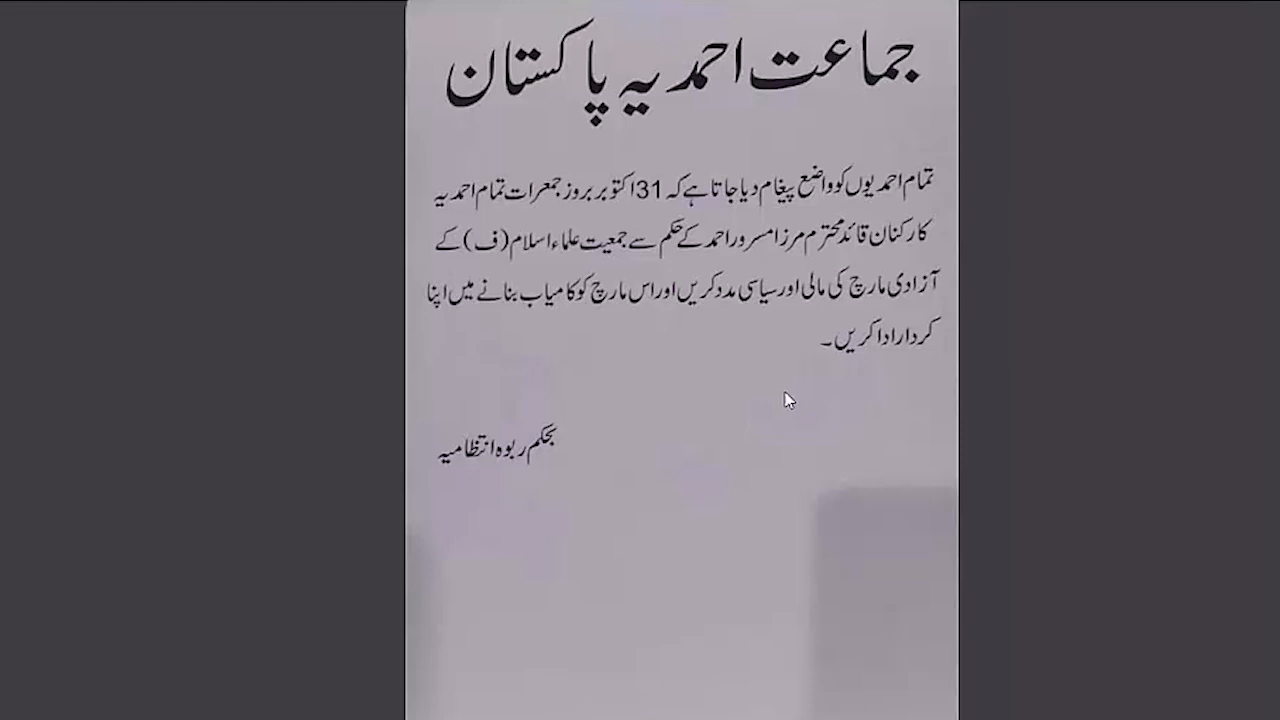 جماعت احمدیہ پاکستان
تمام احمدیوں کو واضع پیغام دیا جاتا ہے کہ 31 اکتوبر بروز جمعرات تمام احمدیہ
کارکنان قائد محترم مرزا مسرور احمد کے حکم سے جمعیت علماء اسلام (ف) کے
آزادی مارچ کی مالی اور سیاسی مدد کریں اور اس مارچ کو کامیاب بنانے میں اپنا
کردار ادا کریں۔
بحکم ربوہ انتظامیہ